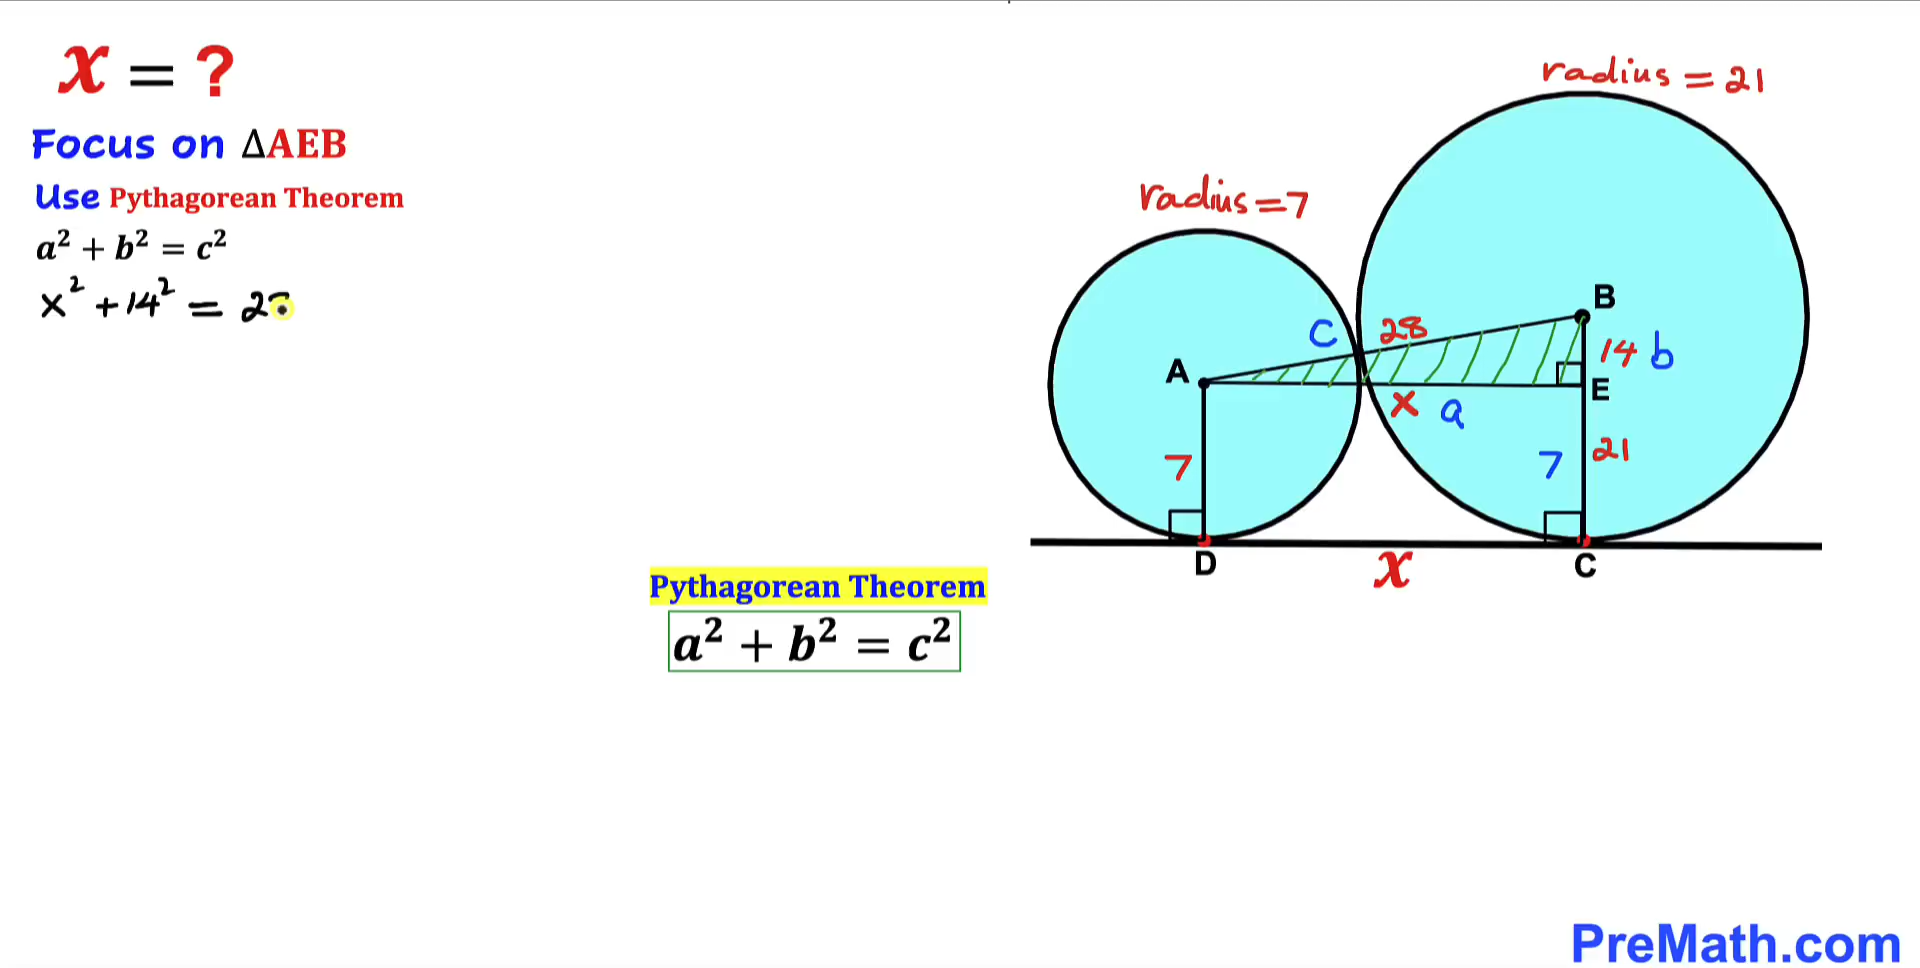 x = ?
Focus on ΔAEB
Use Pythagorean Theorem
a² + b² = c²
x² + 14² = 28
radius = 21
radius = 7
B
C 28
14 b
A
E
x a
7
7
21
D
x
C
Pythagorean Theorem
a² + b² = c²
PreMath.com